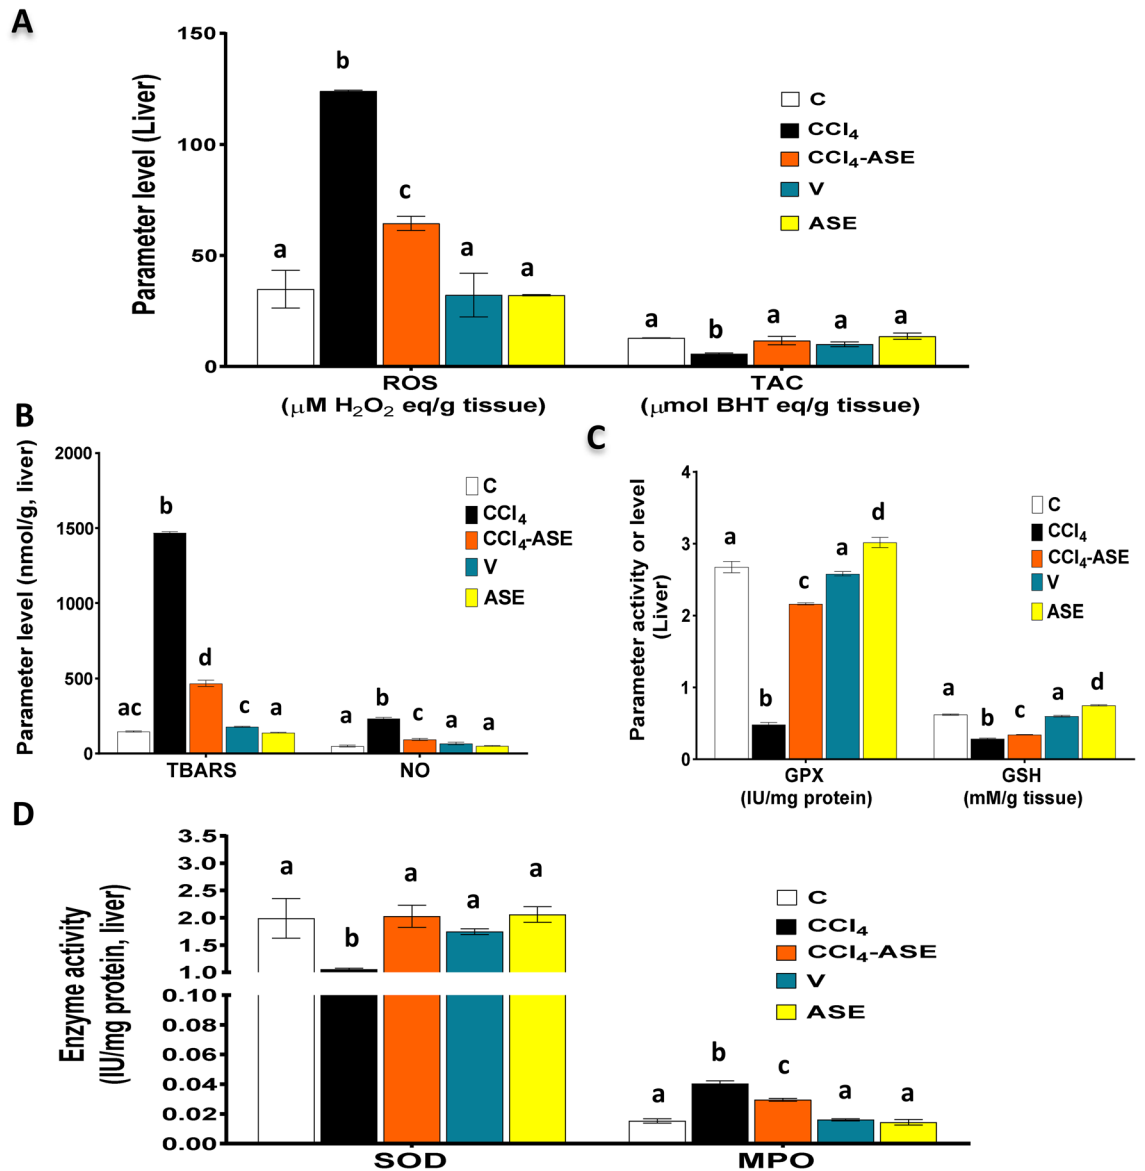 A
Parameter level (Liver)
150
100
50
0
b
c
a
a
a
a
b
a
a
a
C
CCl₄
CCl₄-ASE
V
ASE
ROS
(µM H₂O₂ eq/g tissue)
TAC
(µmol BHT eq/g tissue)
B
Parameter level (nmol/g, liver)
2000
1500
1000
500
0
ac
b
d
c
a
a
b
c
a
a
C
CCl₄
CCl₄-ASE
V
ASE
TBARS
NO
C
Parameter activity or level
(Liver)
4
3
2
1
0
a
b
c
a
d
a
b
c
a
d
C
CCl₄
CCl₄-ASE
V
ASE
GPX
(IU/mg protein)
GSH
(mM/g tissue)
D
Enzyme activity
(IU/mg protein, liver)
3.5
3.0
2.5
2.0
1.5
1.0
0.10
0.08
0.06
0.04
0.02
0.00
a
b
a
a
a
a
b
c
a
a
C
CCl₄
CCl₄-ASE
V
ASE
SOD
MPO